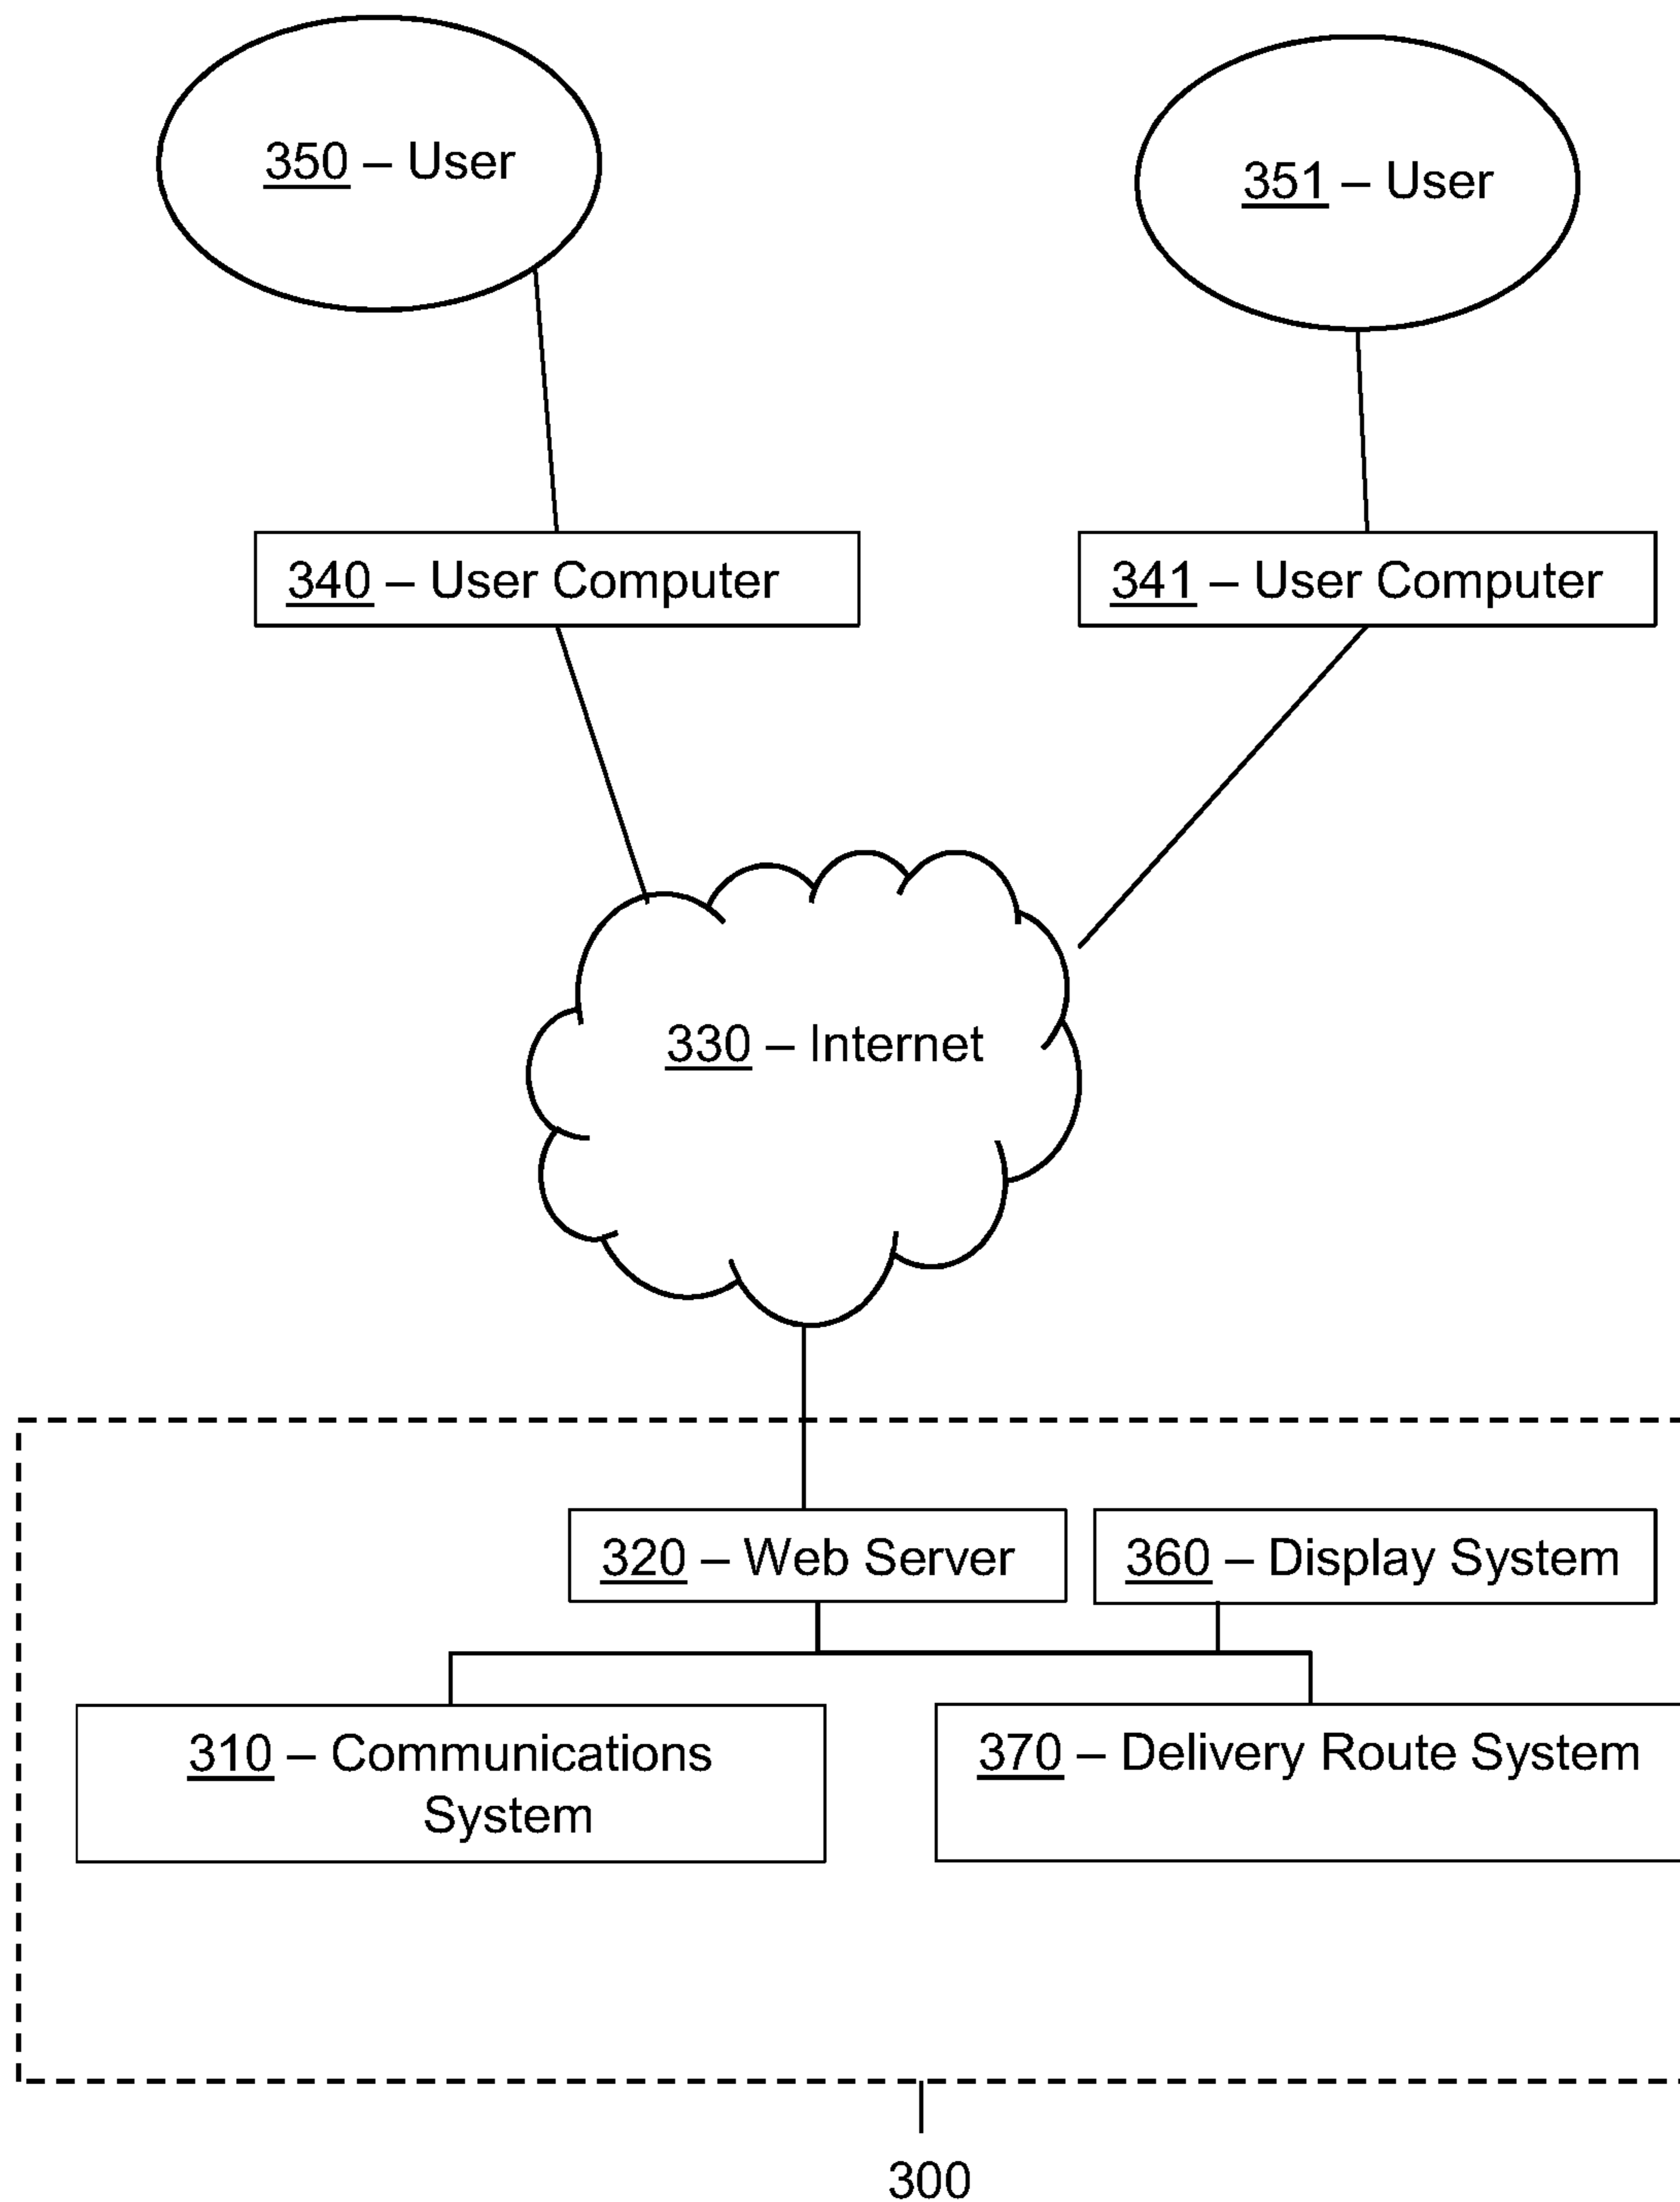 350 – User
351 – User
340 – User Computer
341 – User Computer
330 – Internet
320 – Web Server
360 – Display System
310 – Communications
System
370 – Delivery Route System
300